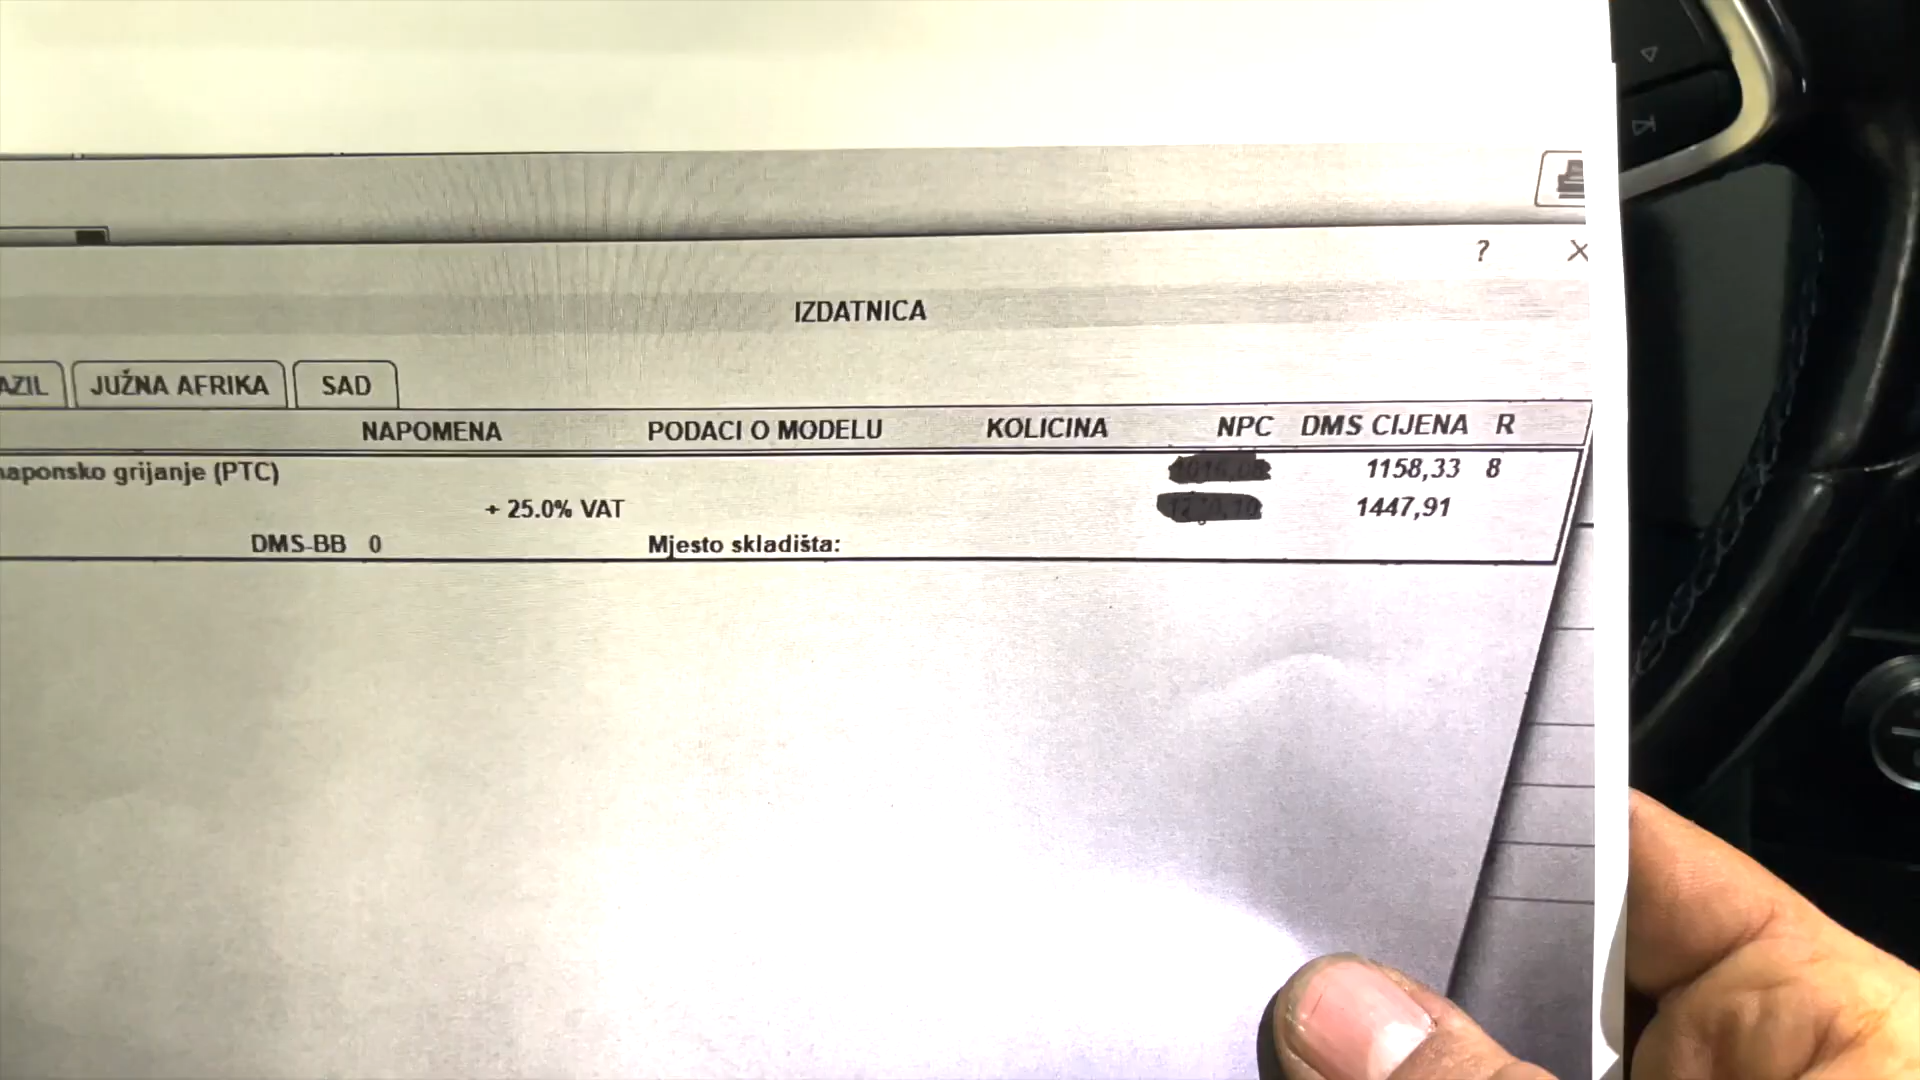 ? X
IZDATNICA
AZIL JUŽNA AFRIKA SAD
NAPOMENA PODACI O MODELU KOLICINA NPC DMS CIJENA R
naponsko grijanje (PTC) 1158,33 8
+ 25.0% VAT 1447,91
DMS-BB 0 Mjesto skladišta: